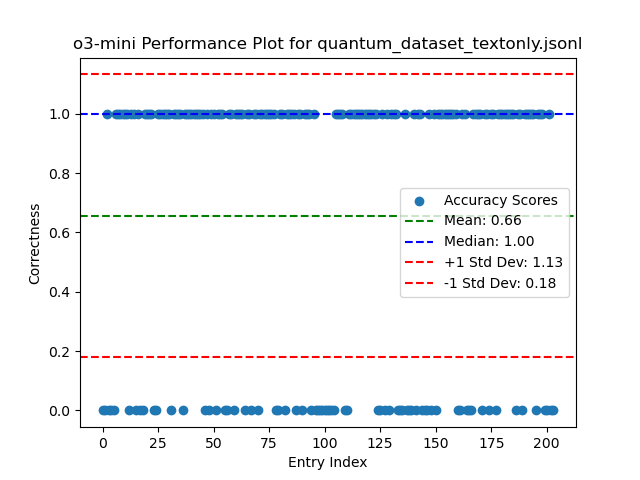 o3-mini Performance Plot for quantum_dataset_textonly.jsonl
1.0
0.8
0.6
0.4
0.2
0.0
Correctness
Accuracy Scores
Mean: 0.66
Median: 1.00
+1 Std Dev: 1.13
-1 Std Dev: 0.18
0 25 50 75 100 125 150 175 200
Entry Index